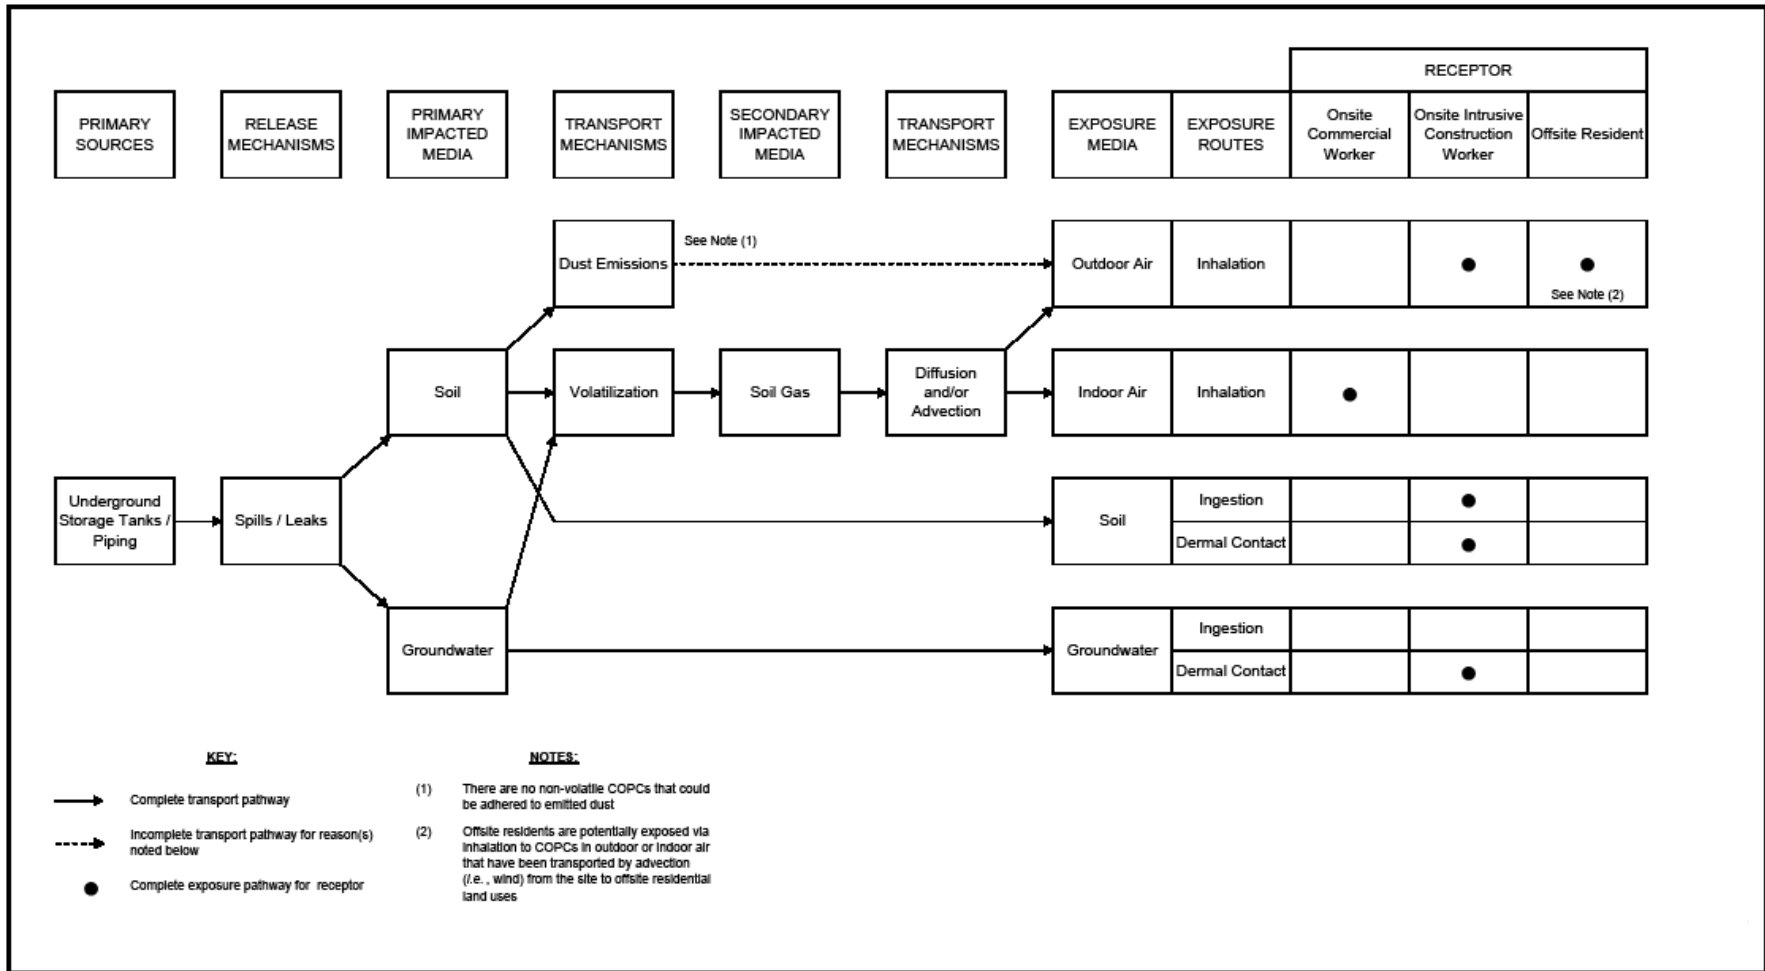 RECEPTOR
PRIMARY
SOURCES
RELEASE
MECHANISMS
PRIMARY
IMPACTED
MEDIA
TRANSPORT
MECHANISMS
SECONDARY
IMPACTED
MEDIA
TRANSPORT
MECHANISMS
EXPOSURE
MEDIA
EXPOSURE
ROUTES
Onsite
Commercial
Worker
Onsite Intrusive
Construction
Worker
Offsite Resident
Dust Emissions
See Note (1)
Outdoor Air
Inhalation
See Note (2)
Soil
Volatilization
Soil Gas
Diffusion
and/or
Advection
Indoor Air
Inhalation
Underground
Storage Tanks /
Piping
Spills / Leaks
Soil
Ingestion
Dermal Contact
Groundwater
Groundwater
Ingestion
Dermal Contact
KEY:
Complete transport pathway
Incomplete transport pathway for reason(s)
noted below
Complete exposure pathway for receptor
NOTES:
(1) There are no non-volatile COPCs that could
be adhered to emitted dust
(2) Offsite residents are potentially exposed via
inhalation to COPCs in outdoor or indoor air
that have been transported by advection
(i.e., wind) from the site to offsite residential
land uses